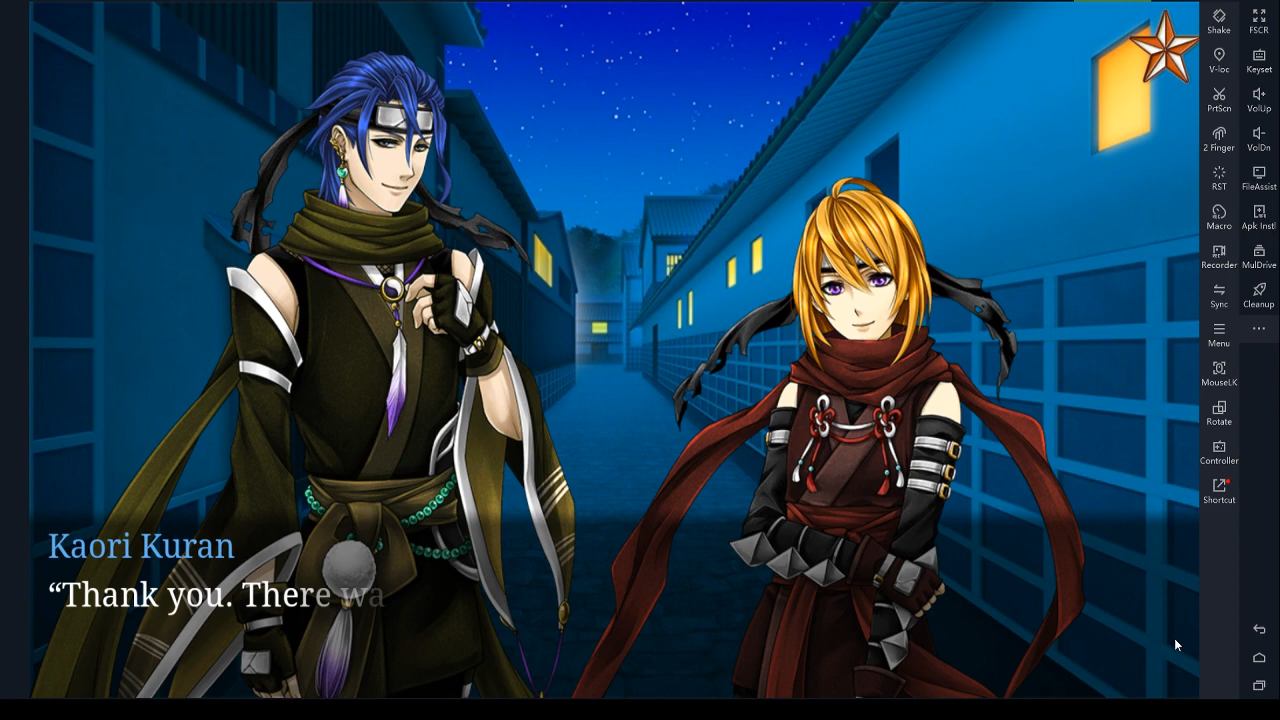 Kaori Kuran
“Thank you. There wa
Shake
FSCR
V-loc
Keyset
PrtScn
VolUp
2 Finger
VolDn
RST
FileAssist
Macro
Apk Instl
Recorder
MulDrive
Sync
Cleanup
Menu
MouseLK
Rotate
Controller
Shortcut